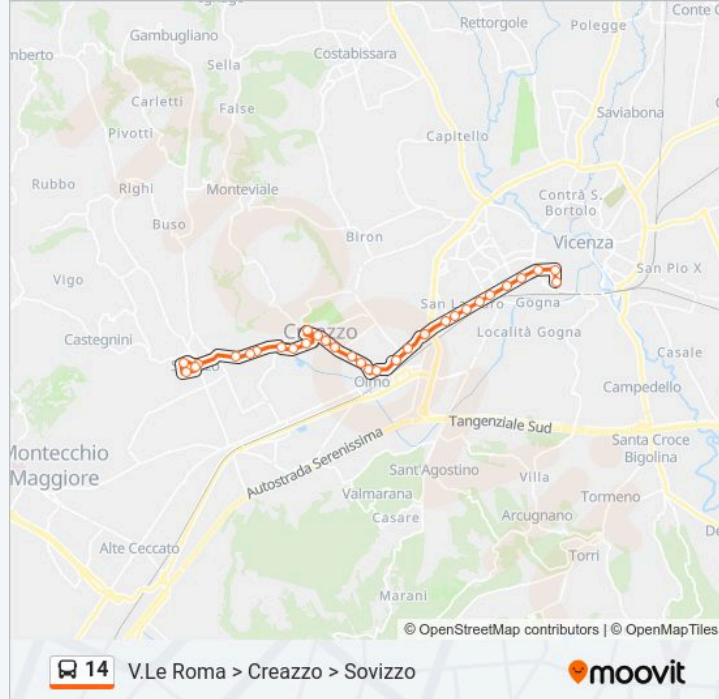 Conte C
Rettorgole
Polegge
Gambugliano
mberto
Costabissara
Sella
Carletti
False
Saviabona
Pivotti
Capitello
Rubbo
Righi
Monteviale
Contrà S.
Bortolo
Buso
Biron
Vicenza
San Pio X
Vigo
Gogna
Creazzo
Località Gogna
Castegnini
Casale
Olmo
Campedello
Tangenziale Sud
Montecchio
Maggiore
Santa Croce
Bigolina
Autostrada Serenissima
Sant'Agostino
Villa
Valmarana
Tormeno
Casare
Arcugnano
De
Alte Ceccato
Torri
Marani
© OpenStreetMap contributors | © OpenMapTiles
14 V.Le Roma > Creazzo > Sovizzo
moovit